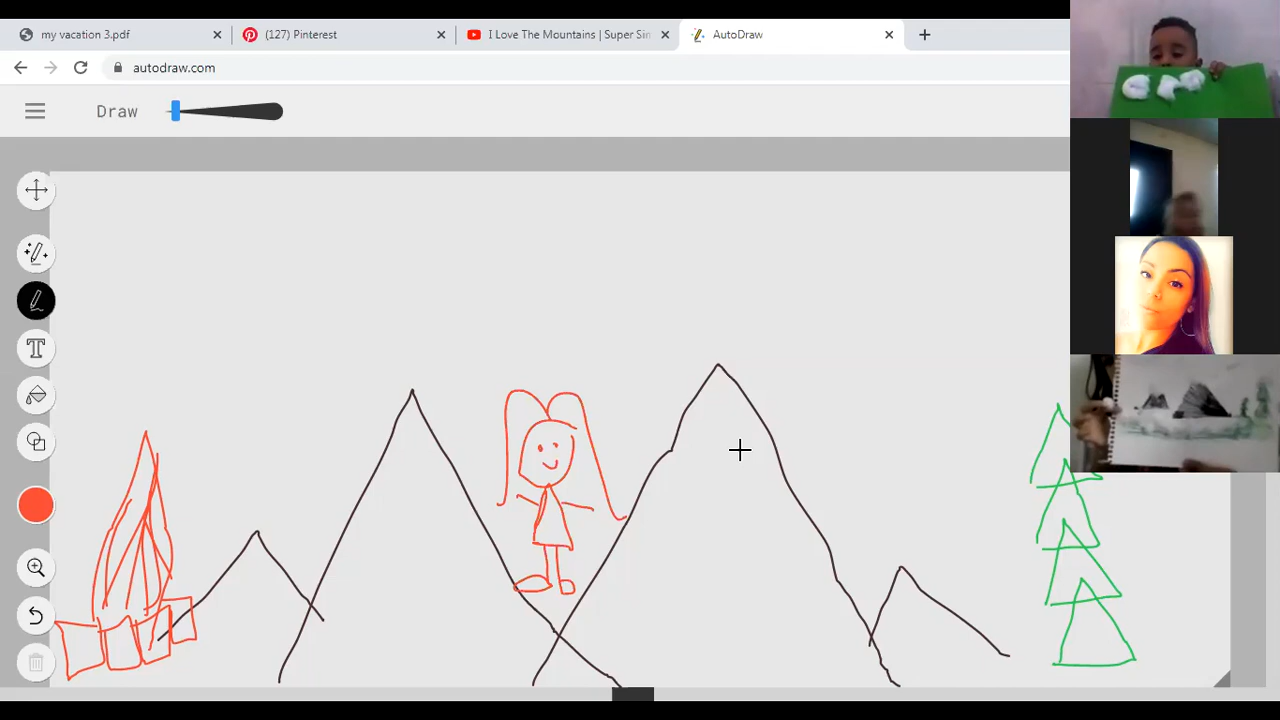 my vacation 3.pdf
(127) Pinterest
I Love The Mountains | Super Sin
AutoDraw
autodraw.com
Draw
T